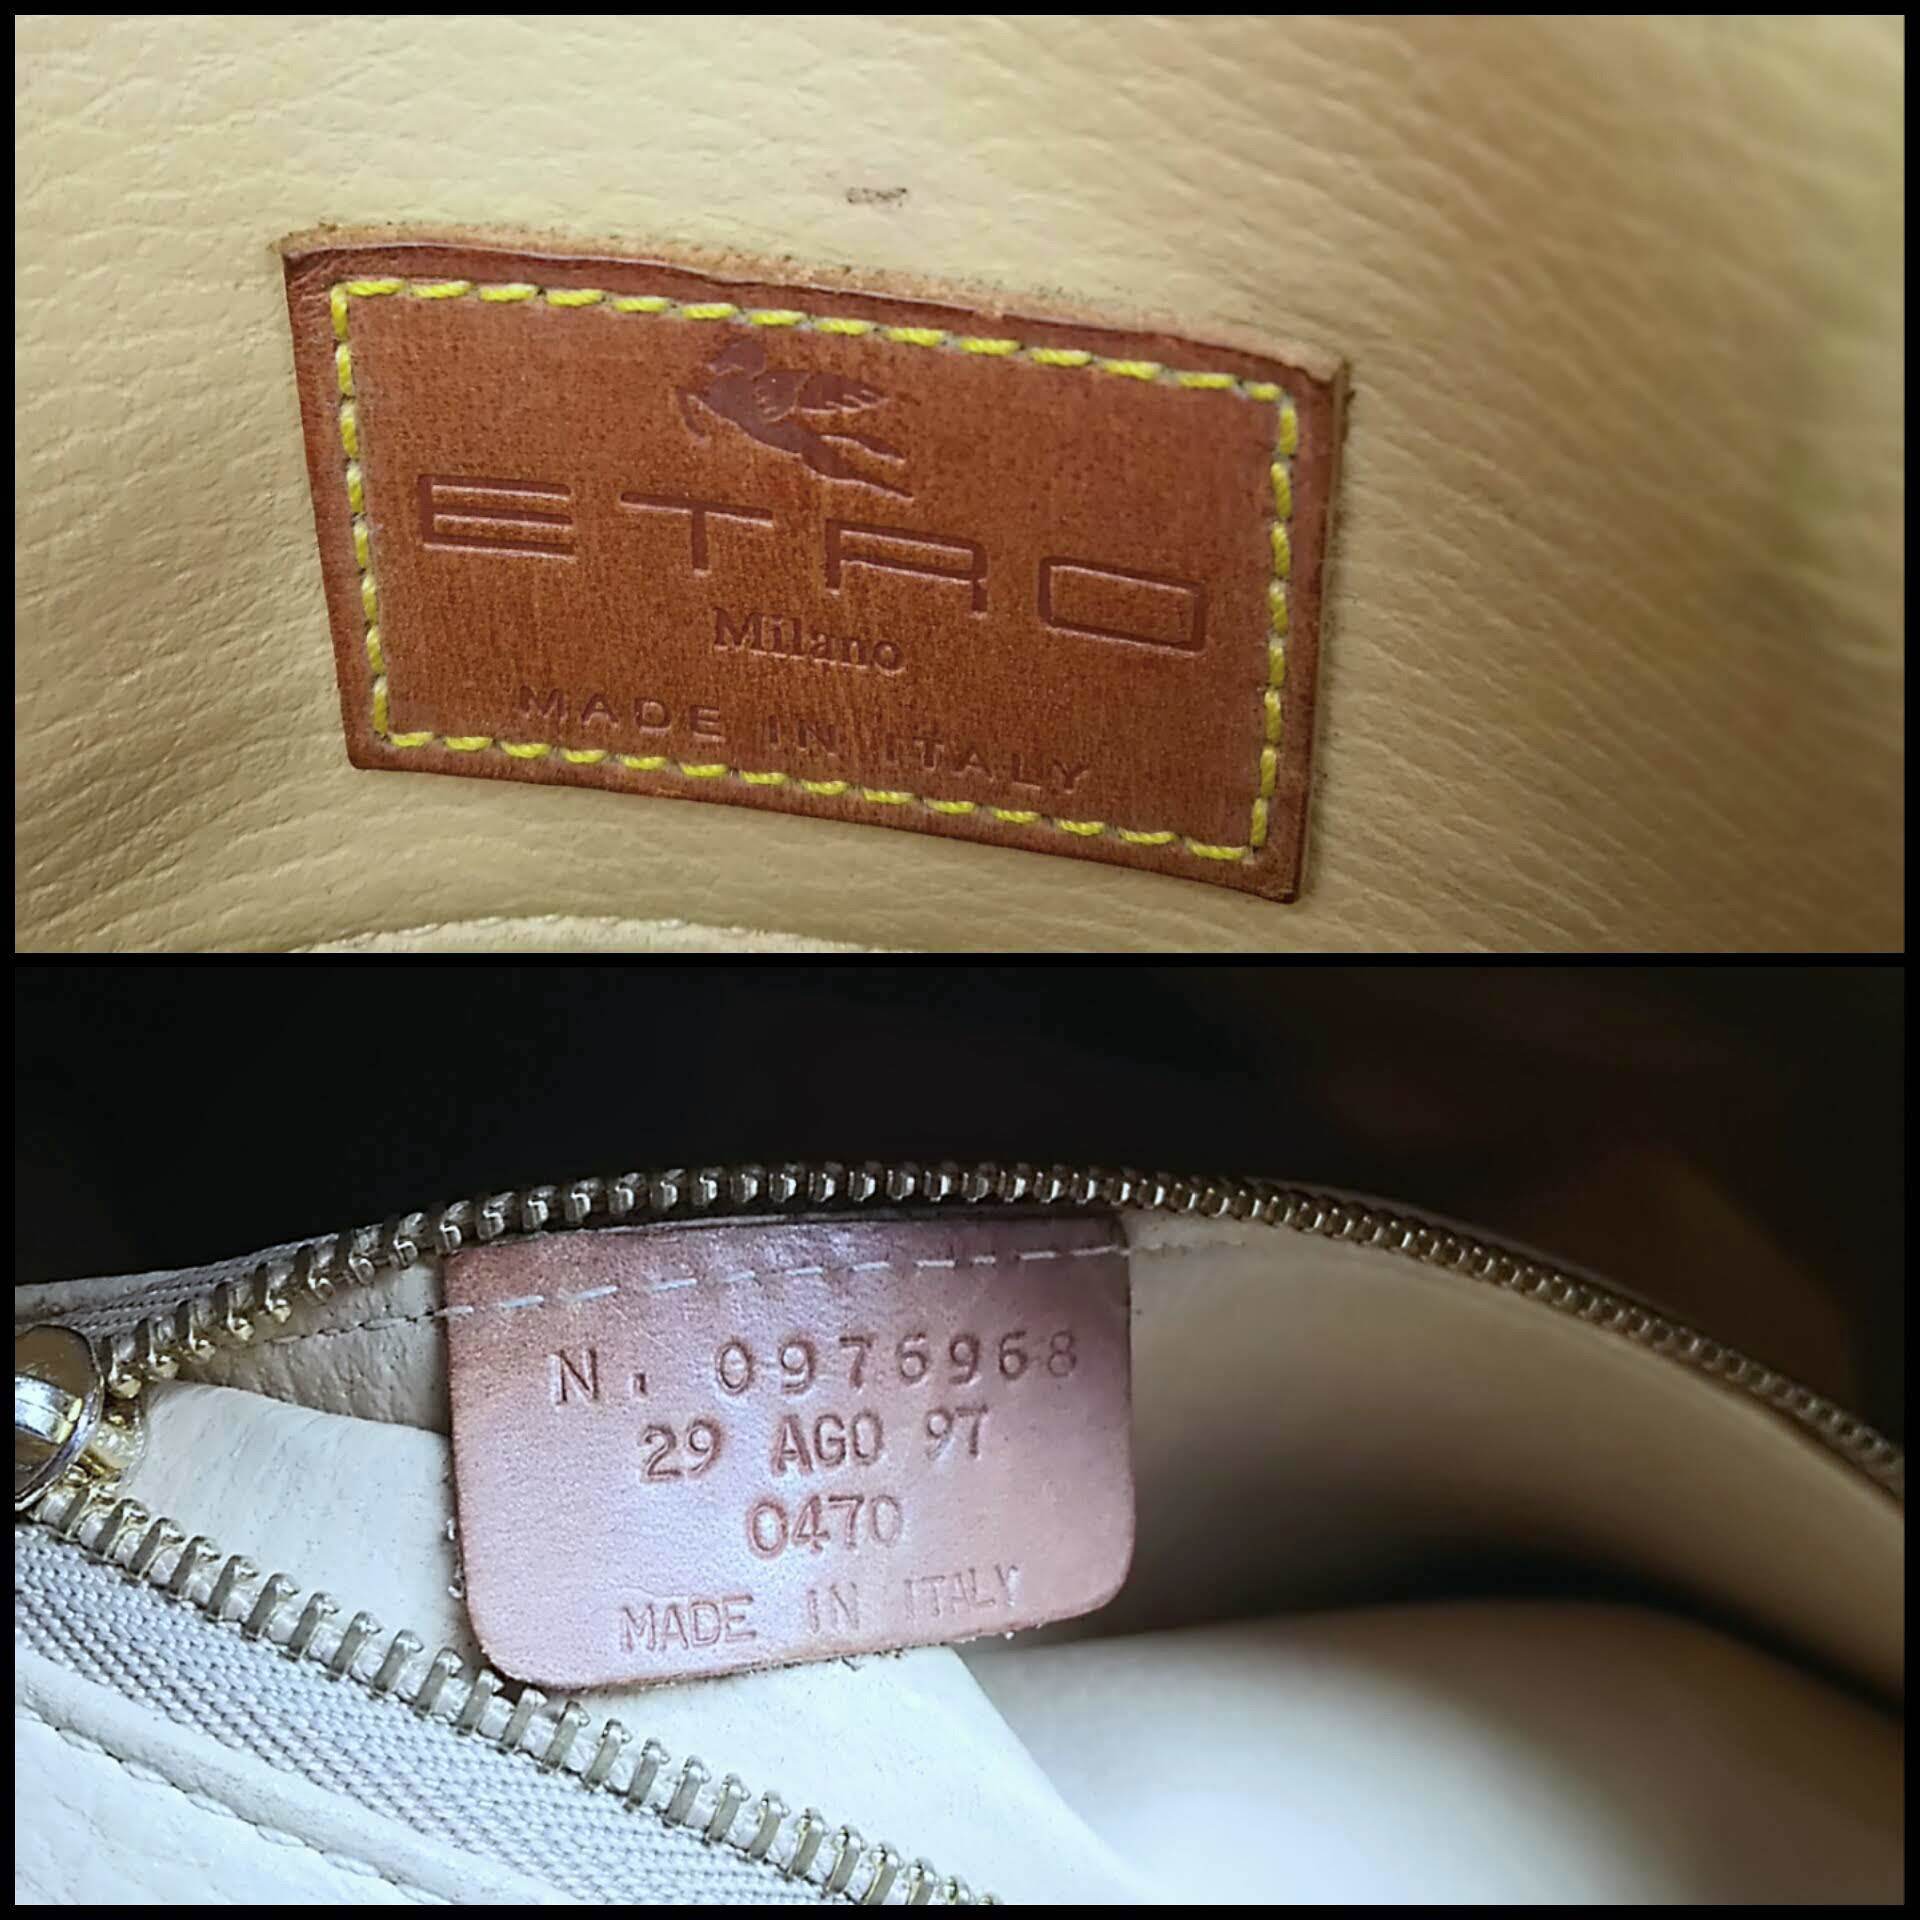 ETRO
Milano
MADE IN ITALY
N. 0976968
29 AGO 97
0470
MADE IN ITALY